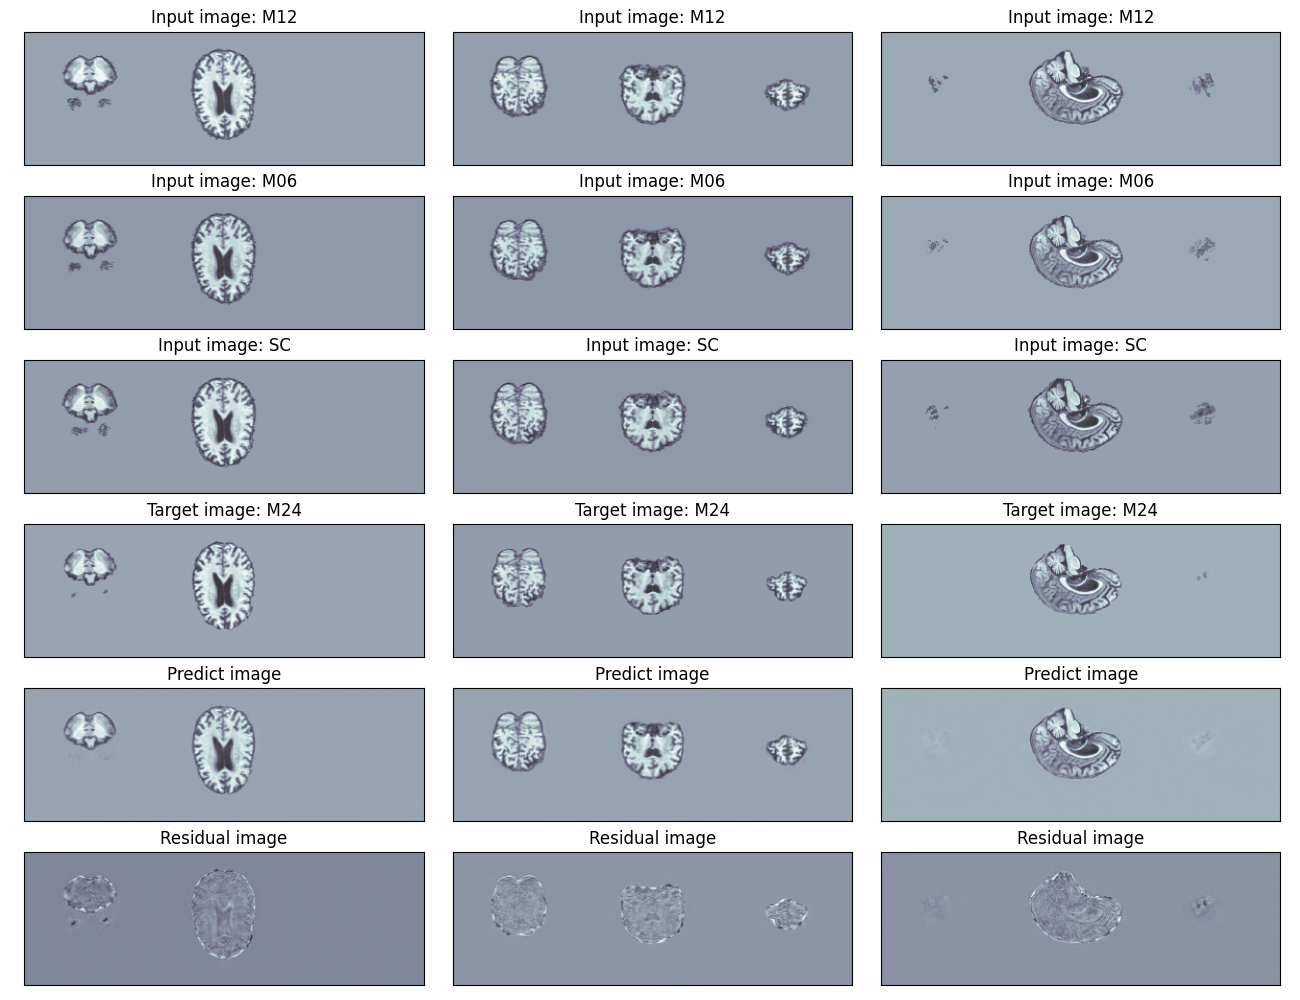 Input image: M12 Input image: M12 Input image: M12
Input image: M06 Input image: M06 Input image: M06
Input image: SC Input image: SC Input image: SC
Target image: M24 Target image: M24 Target image: M24
Predict image Predict image Predict image
Residual image Residual image Residual image